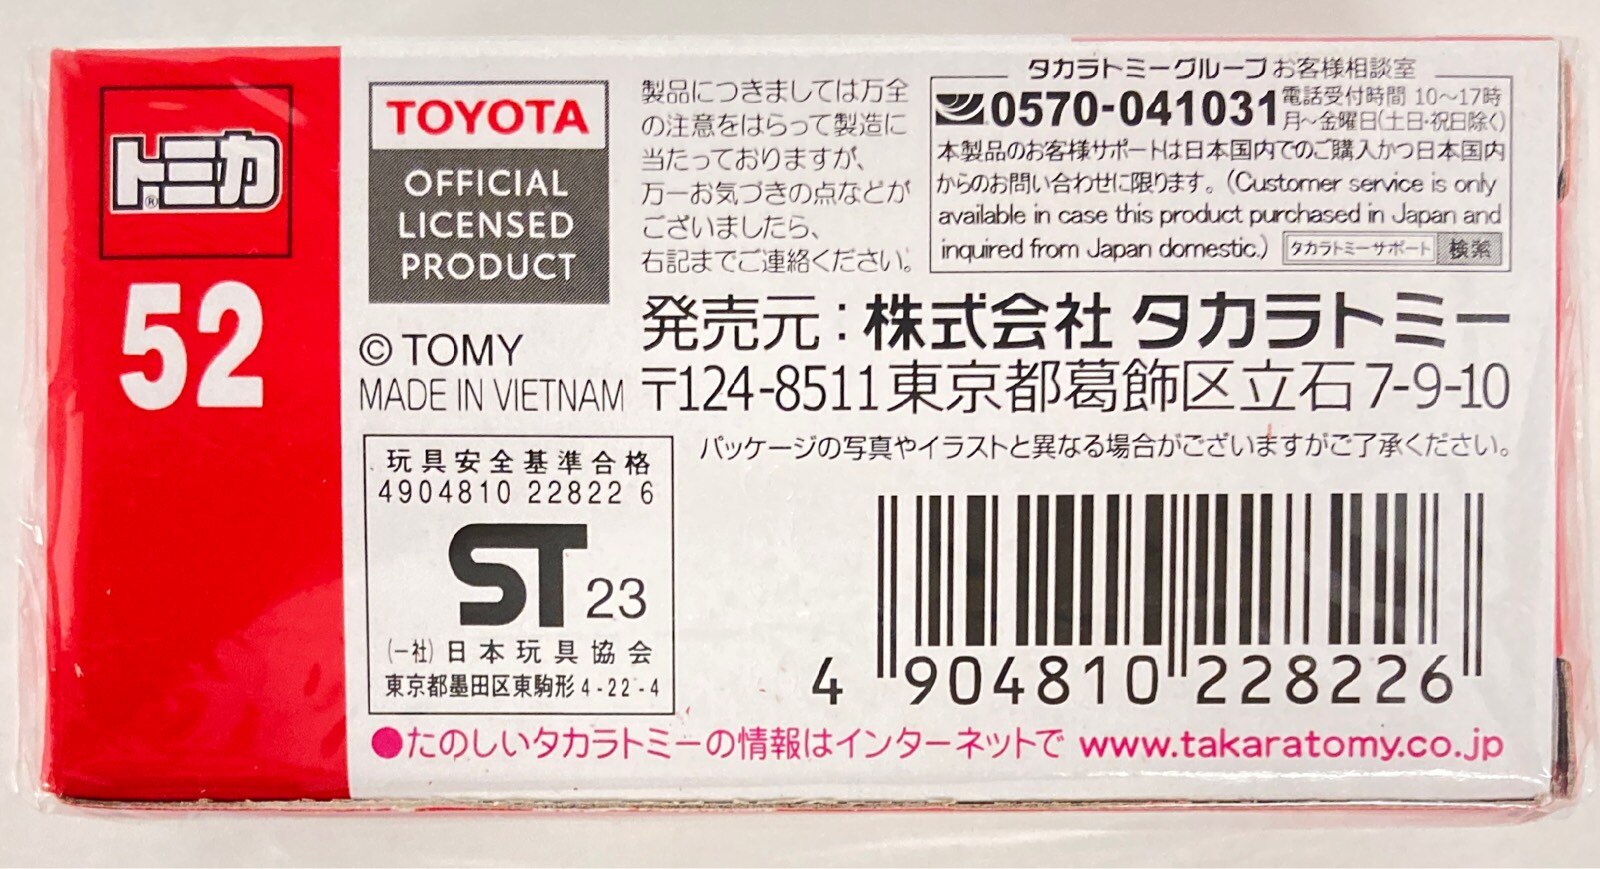 トミカ®
52
TOYOTA
OFFICIAL
LICENSED
PRODUCT
© TOMY
MADE IN VIETNAM
製品につきましては万全
の注意をはらって製造に
当たっておりますが、
万一お気づきの点などが
ございましたら、
右記までご連絡ください。
タカラトミーグループお客様相談室
0570-041031
電話受付時間 10〜17時
月〜金曜日(土日・祝日除く)
本製品のお客様サポートは日本国内でのご購入かつ日本国内
からのお問い合わせに限ります。(Customer service is only
available in case this product purchased in Japan and
inquired from Japan domestic.) タカラトミーサポート 検索
発売元:株式会社 タカラトミー
〒124-8511東京都葛飾区立石7-9-10
パッケージの写真やイラストと異なる場合がございますがご了承ください。
玩具安全基準合格
4904810 22822 6
ST 23
(一社)日本玩具協会
東京都墨田区東駒形4-22-4
4 904810 228226
●たのしいタカラトミーの情報はインターネットで www.takaratomy.co.jp